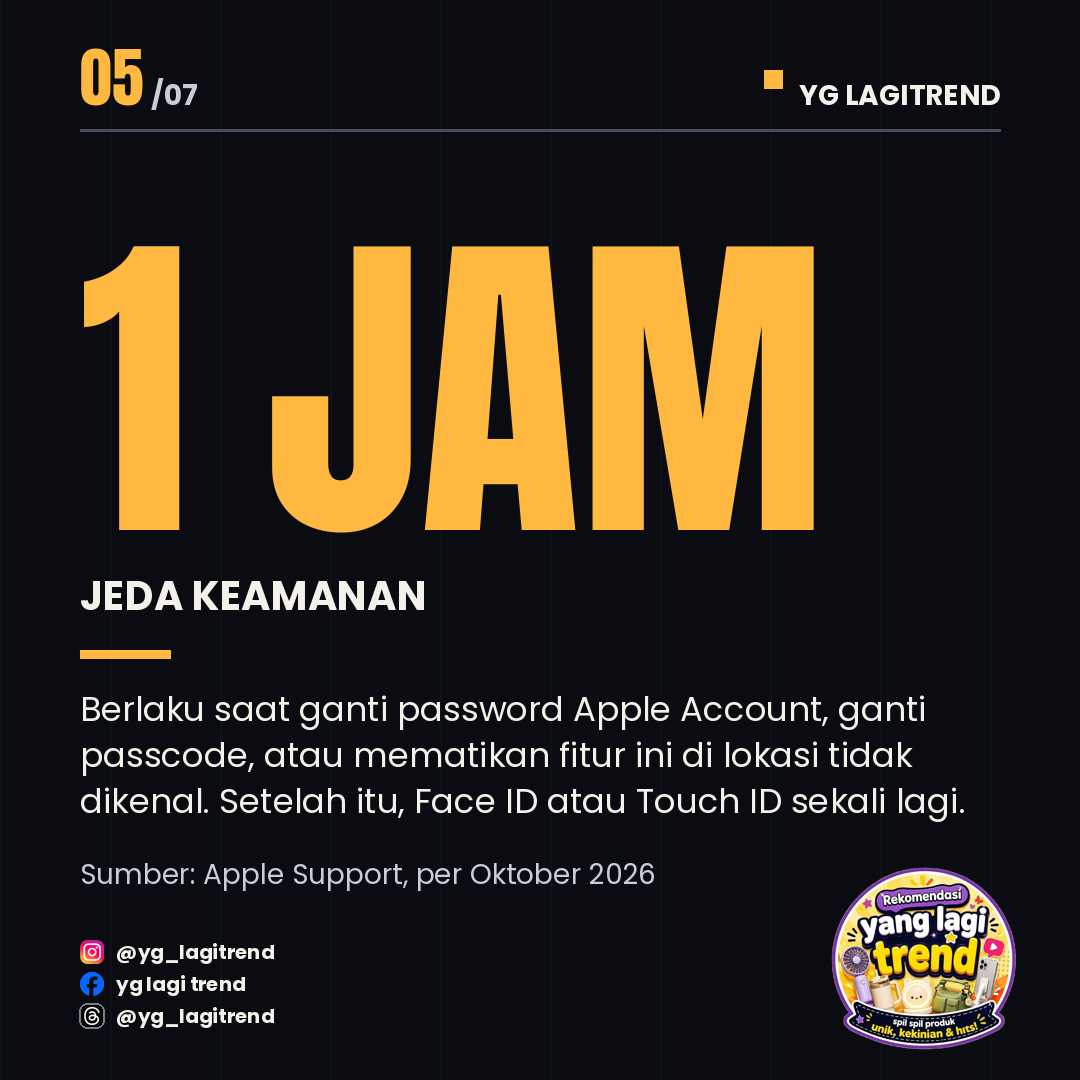 05 /07
YG LAGITREND
1 JAM
JEDA KEAMANAN
Berlaku saat ganti password Apple Account, ganti
passcode, atau mematikan fitur ini di lokasi tidak
dikenal. Setelah itu, Face ID atau Touch ID sekali lagi.
Sumber: Apple Support, per Oktober 2026
@yg_lagitrend
yg lagi trend
@yg_lagitrend
Rekomendasi
yang lagi
trend
spil spil produk
unik, kekinian & hits!